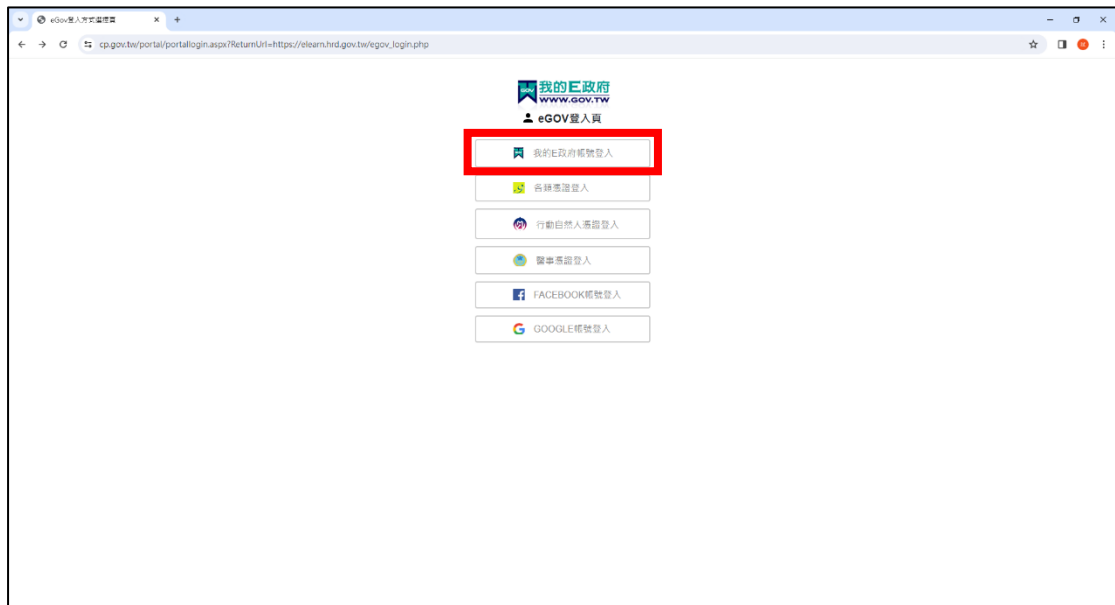 eGov登入方式選擇頁
cp.gov.tw/portal/portallogin.aspx?ReturnUrl=https://elearn.hrd.gov.tw/egov_login.php
GOV 我的E政府
WWW.GOV.TW
eGOV登入頁
我的E政府帳號登入
各類憑證登入
行動自然人憑證登入
醫事憑證登入
FACEBOOK帳號登入
GOOGLE帳號登入